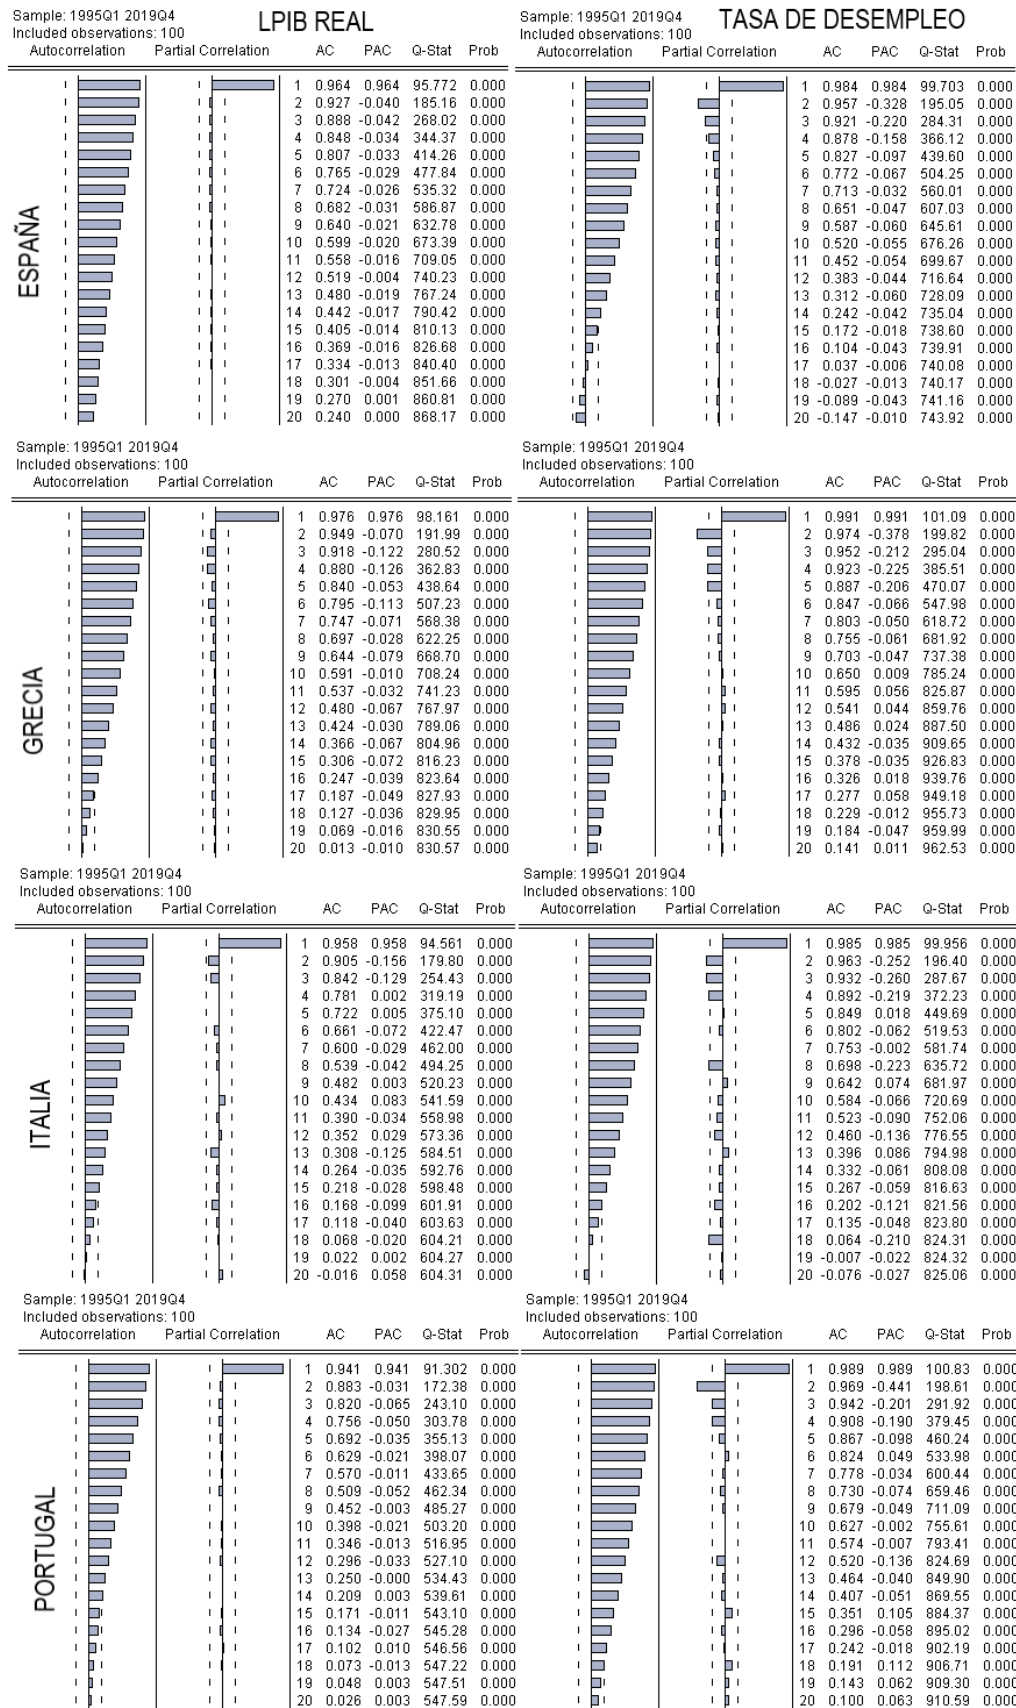 LPIB REAL
Sample: 1995Q1 2019Q4
Included observations: 100
Autocorrelation Partial Correlation AC PAC Q-Stat Prob
ESPAÑA
1 0.964 0.964 95.772 0.000
2 0.927 -0.040 185.16 0.000
3 0.888 -0.042 268.02 0.000
4 0.848 -0.034 344.37 0.000
5 0.807 -0.033 414.26 0.000
6 0.765 -0.029 477.84 0.000
7 0.724 -0.026 535.32 0.000
8 0.682 -0.031 586.87 0.000
9 0.640 -0.021 632.78 0.000
10 0.599 -0.020 673.39 0.000
11 0.558 -0.016 709.05 0.000
12 0.519 -0.004 740.23 0.000
13 0.480 -0.019 767.24 0.000
14 0.442 -0.017 790.42 0.000
15 0.405 -0.014 810.13 0.000
16 0.369 -0.016 826.68 0.000
17 0.334 -0.013 840.40 0.000
18 0.301 -0.004 851.66 0.000
19 0.270 0.001 860.81 0.000
20 0.240 0.000 868.17 0.000
TASA DE DESEMPLEO
Sample: 1995Q1 2019Q4
Included observations: 100
Autocorrelation Partial Correlation AC PAC Q-Stat Prob
1 0.984 0.984 99.703 0.000
2 0.957 -0.328 195.05 0.000
3 0.921 -0.220 284.31 0.000
4 0.878 -0.158 366.12 0.000
5 0.827 -0.097 439.60 0.000
6 0.772 -0.067 504.25 0.000
7 0.713 -0.032 560.01 0.000
8 0.651 -0.047 607.03 0.000
9 0.587 -0.060 645.61 0.000
10 0.520 -0.055 676.26 0.000
11 0.452 -0.054 699.67 0.000
12 0.383 -0.044 716.64 0.000
13 0.312 -0.060 728.09 0.000
14 0.242 -0.042 735.04 0.000
15 0.172 -0.018 738.60 0.000
16 0.104 -0.043 739.91 0.000
17 0.037 -0.006 740.08 0.000
18 -0.027 -0.013 740.17 0.000
19 -0.089 -0.043 741.16 0.000
20 -0.147 -0.010 743.92 0.000
Sample: 1995Q1 2019Q4
Included observations: 100
Autocorrelation Partial Correlation AC PAC Q-Stat Prob
GRECIA
1 0.976 0.976 98.161 0.000
2 0.949 -0.070 191.99 0.000
3 0.918 -0.122 280.52 0.000
4 0.880 -0.126 362.83 0.000
5 0.840 -0.053 438.64 0.000
6 0.795 -0.113 507.23 0.000
7 0.747 -0.071 568.38 0.000
8 0.697 -0.028 622.25 0.000
9 0.644 -0.079 668.70 0.000
10 0.591 -0.010 708.24 0.000
11 0.537 -0.032 741.23 0.000
12 0.480 -0.067 767.97 0.000
13 0.424 -0.030 789.06 0.000
14 0.366 -0.067 804.96 0.000
15 0.306 -0.072 816.23 0.000
16 0.247 -0.039 823.64 0.000
17 0.187 -0.049 827.93 0.000
18 0.127 -0.036 829.95 0.000
19 0.069 -0.016 830.55 0.000
20 0.013 -0.010 830.57 0.000
Sample: 1995Q1 2019Q4
Included observations: 100
Autocorrelation Partial Correlation AC PAC Q-Stat Prob
1 0.991 0.991 101.09 0.000
2 0.974 -0.378 199.82 0.000
3 0.952 -0.212 295.04 0.000
4 0.923 -0.225 385.51 0.000
5 0.887 -0.206 470.07 0.000
6 0.847 -0.066 547.98 0.000
7 0.803 -0.050 618.72 0.000
8 0.755 -0.061 681.92 0.000
9 0.703 -0.047 737.38 0.000
10 0.650 0.009 785.24 0.000
11 0.595 0.056 825.87 0.000
12 0.541 0.044 859.76 0.000
13 0.486 0.024 887.50 0.000
14 0.432 -0.035 909.65 0.000
15 0.378 -0.035 926.83 0.000
16 0.326 0.018 939.76 0.000
17 0.277 0.058 949.18 0.000
18 0.229 -0.012 955.73 0.000
19 0.184 -0.047 959.99 0.000
20 0.141 0.011 962.53 0.000
Sample: 1995Q1 2019Q4
Included observations: 100
Autocorrelation Partial Correlation AC PAC Q-Stat Prob
ITALIA
1 0.958 0.958 94.561 0.000
2 0.905 -0.156 179.80 0.000
3 0.842 -0.129 254.43 0.000
4 0.781 0.002 319.19 0.000
5 0.722 0.005 375.10 0.000
6 0.661 -0.072 422.47 0.000
7 0.600 -0.029 462.00 0.000
8 0.539 -0.042 494.25 0.000
9 0.482 0.003 520.23 0.000
10 0.434 0.083 541.59 0.000
11 0.390 -0.034 558.98 0.000
12 0.352 0.029 573.36 0.000
13 0.308 -0.125 584.51 0.000
14 0.264 -0.035 592.76 0.000
15 0.218 -0.028 598.48 0.000
16 0.168 -0.099 601.91 0.000
17 0.118 -0.040 603.63 0.000
18 0.068 -0.020 604.21 0.000
19 0.022 0.002 604.27 0.000
20 -0.016 0.058 604.31 0.000
Sample: 1995Q1 2019Q4
Included observations: 100
Autocorrelation Partial Correlation AC PAC Q-Stat Prob
1 0.985 0.985 99.956 0.000
2 0.963 -0.252 196.40 0.000
3 0.932 -0.260 287.67 0.000
4 0.892 -0.219 372.23 0.000
5 0.849 0.018 449.69 0.000
6 0.802 -0.062 519.53 0.000
7 0.753 -0.002 581.74 0.000
8 0.698 -0.223 635.72 0.000
9 0.642 0.074 681.97 0.000
10 0.584 -0.066 720.69 0.000
11 0.523 -0.090 752.06 0.000
12 0.460 -0.136 776.55 0.000
13 0.396 0.086 794.98 0.000
14 0.332 -0.061 808.08 0.000
15 0.267 -0.059 816.63 0.000
16 0.202 -0.121 821.56 0.000
17 0.135 -0.048 823.80 0.000
18 0.064 -0.210 824.31 0.000
19 -0.007 -0.022 824.32 0.000
20 -0.076 -0.027 825.06 0.000
Sample: 1995Q1 2019Q4
Included observations: 100
Autocorrelation Partial Correlation AC PAC Q-Stat Prob
PORTUGAL
1 0.941 0.941 91.302 0.000
2 0.883 -0.031 172.38 0.000
3 0.820 -0.065 243.10 0.000
4 0.756 -0.050 303.78 0.000
5 0.692 -0.035 355.13 0.000
6 0.629 -0.021 398.07 0.000
7 0.570 -0.011 433.65 0.000
8 0.509 -0.052 462.34 0.000
9 0.452 -0.003 485.27 0.000
10 0.398 -0.021 503.20 0.000
11 0.346 -0.013 516.95 0.000
12 0.296 -0.033 527.10 0.000
13 0.250 -0.000 534.43 0.000
14 0.209 0.003 539.61 0.000
15 0.171 -0.011 543.10 0.000
16 0.134 -0.027 545.28 0.000
17 0.102 0.010 546.56 0.000
18 0.073 -0.013 547.22 0.000
19 0.048 0.003 547.51 0.000
20 0.026 0.003 547.59 0.000
Sample: 1995Q1 2019Q4
Included observations: 100
Autocorrelation Partial Correlation AC PAC Q-Stat Prob
1 0.989 0.989 100.83 0.000
2 0.969 -0.441 198.61 0.000
3 0.942 -0.201 291.92 0.000
4 0.908 -0.190 379.45 0.000
5 0.867 -0.098 460.24 0.000
6 0.824 0.049 533.98 0.000
7 0.778 -0.034 600.44 0.000
8 0.730 -0.074 659.46 0.000
9 0.679 -0.049 711.09 0.000
10 0.627 -0.002 755.61 0.000
11 0.574 -0.007 793.41 0.000
12 0.520 -0.136 824.69 0.000
13 0.464 -0.040 849.90 0.000
14 0.407 -0.051 869.55 0.000
15 0.351 0.105 884.37 0.000
16 0.296 -0.058 895.02 0.000
17 0.242 -0.018 902.19 0.000
18 0.191 0.112 906.71 0.000
19 0.143 0.062 909.30 0.000
20 0.100 0.063 910.59 0.000